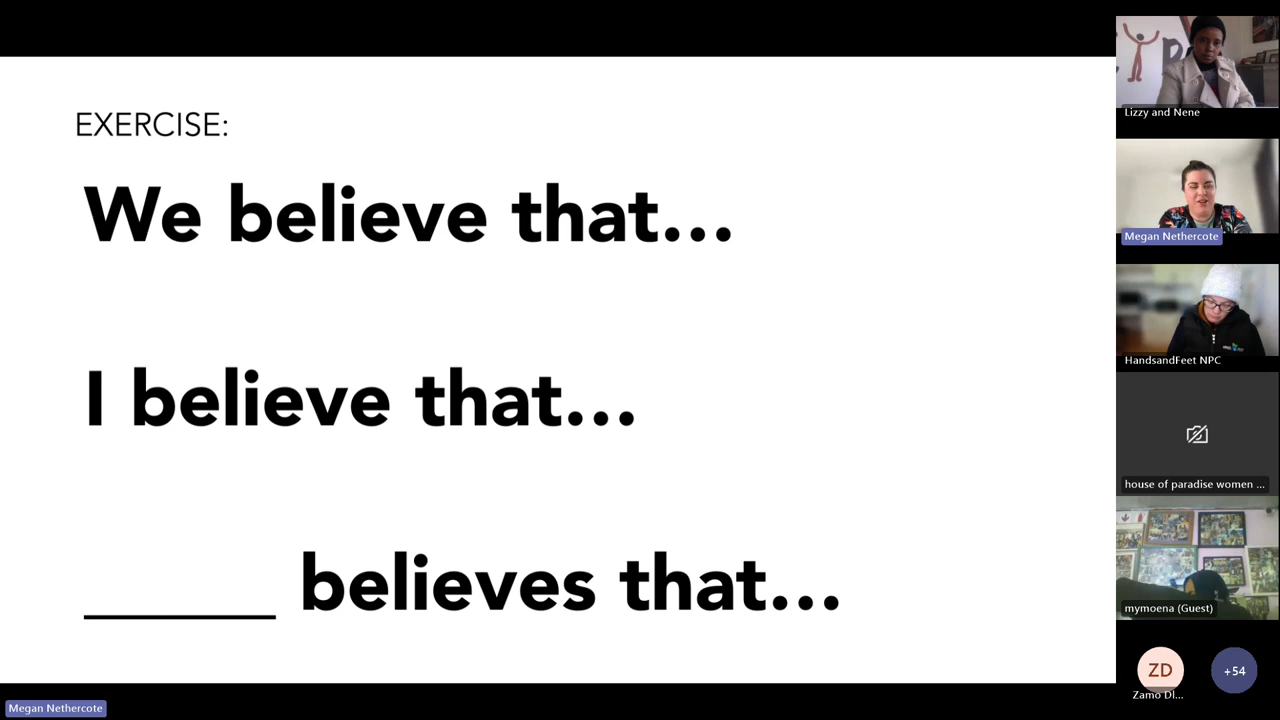 EXERCISE:
We believe that...
I believe that...
______ believes that...
Lizzy and Nene
Megan Nethercote
HandsandFeet NPC
house of paradise women ...
mymoena (Guest)
ZD
+54
Zamo Dl...
Megan Nethercote